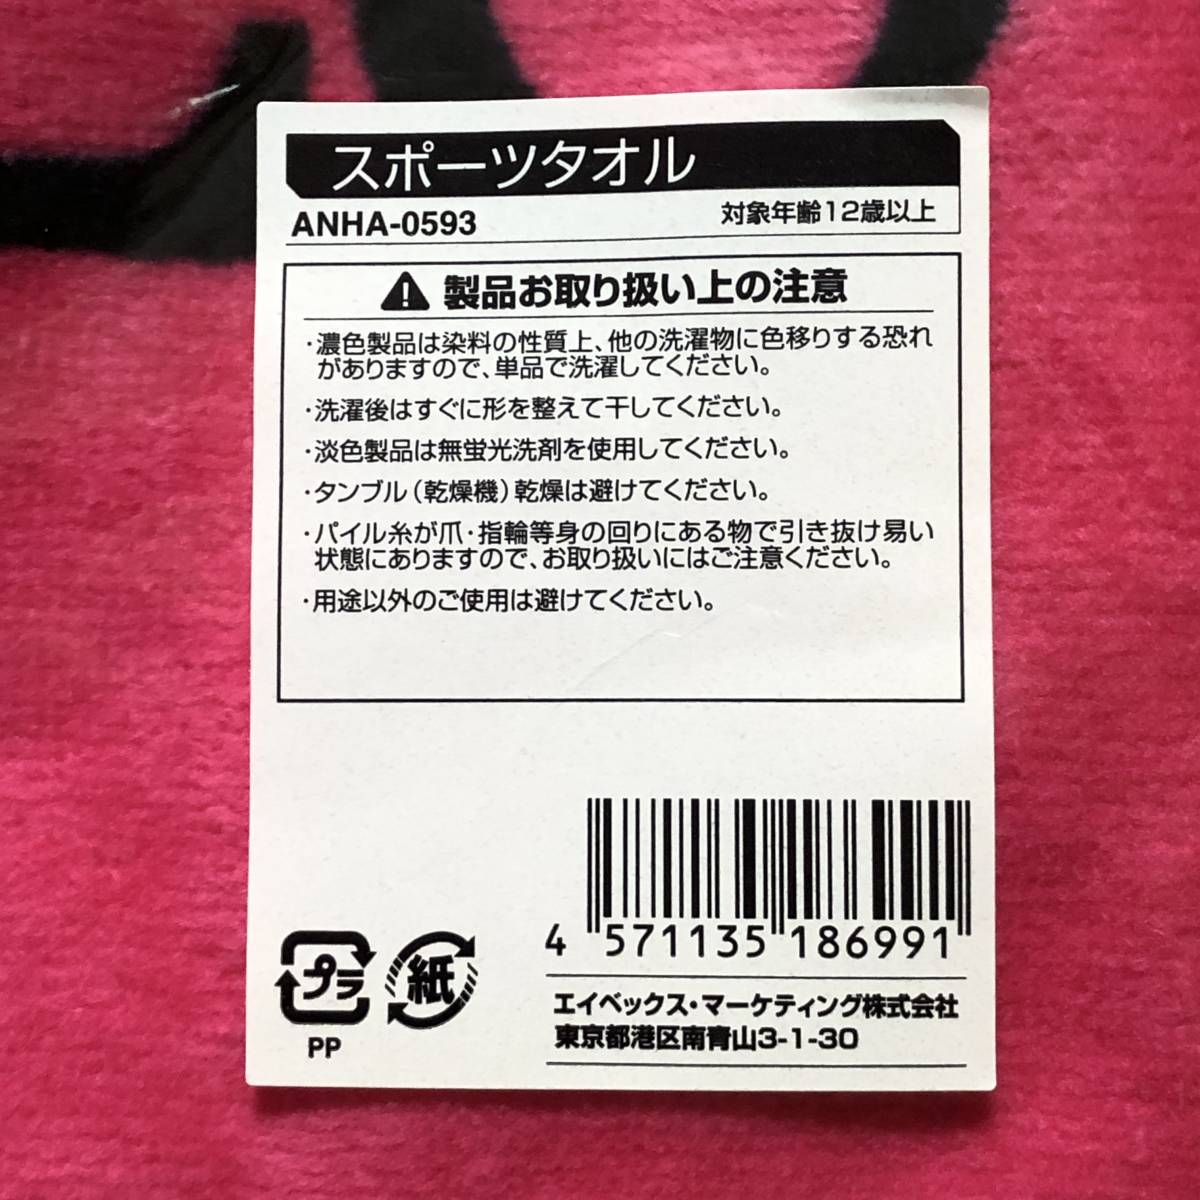 スポーツタオル
ANHA-0593
対象年齢12歳以上
製品お取り扱い上の注意
・濃色製品は染料の性質上、他の洗濯物に色移りする恐れ
がありますので、単品で洗濯してください。
・洗濯後はすぐに形を整えて干してください。
・淡色製品は無蛍光洗剤を使用してください。
・タンブル（乾燥機）乾燥は避けてください。
・パイル糸が爪・指輪等身の回りにある物で引き抜け易い
状態にありますので、お取り扱いにはご注意ください。
・用途以外のご使用は避けてください。
4 571135 186991
プラ
紙
PP
エイベックス・マーケティング株式会社
東京都港区南青山3-1-30